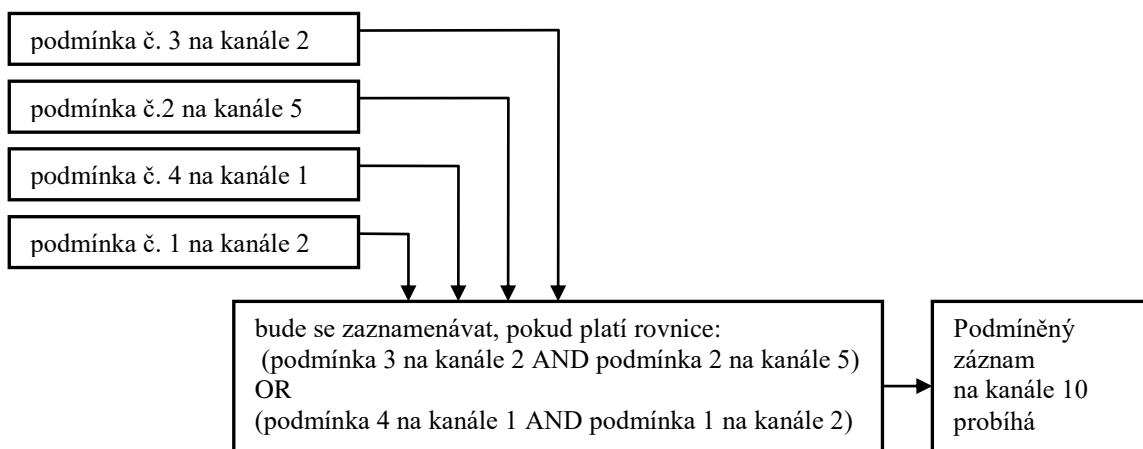 podmínka č. 3 na kanále 2
podmínka č.2 na kanále 5
podmínka č. 4 na kanále 1
podmínka č. 1 na kanále 2
bude se zaznamenávat, pokud platí rovnice:
(podmínka 3 na kanále 2 AND podmínka 2 na kanále 5)
OR
(podmínka 4 na kanále 1 AND podmínka 1 na kanále 2)
Podmíněný
záznam
na kanále 10
probíhá